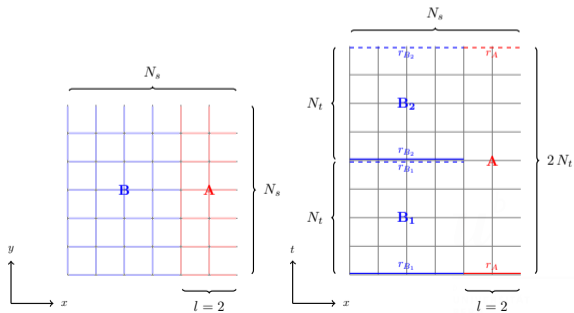 N_s
B
A
N_s
y
x
l = 2
N_s
r_{B_2}
r_A
N_t
B_2
r_{B_2}
A
2 N_t
r_{B_1}
N_t
B_1
r_{B_1}
r_A
t
x
l = 2